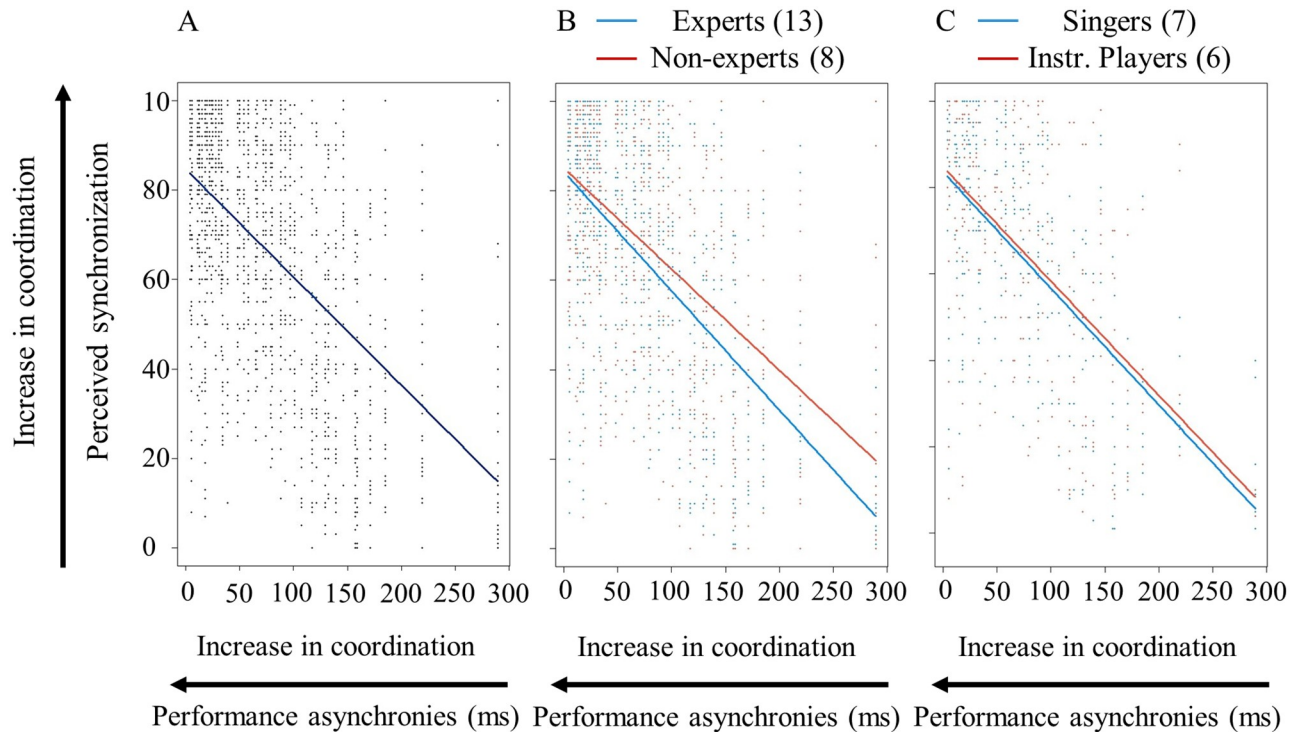 A
B
Experts (13)
Non-experts (8)
C
Singers (7)
Instr. Players (6)
Increase in coordination
Perceived synchronization
10
80
60
40
20
0
0 50 100 150 200 250 300
0 50 100 150 200 250 300
0 50 100 150 200 250 300
Increase in coordination
Increase in coordination
Increase in coordination
Performance asynchronies (ms)
Performance asynchronies (ms)
Performance asynchronies (ms)